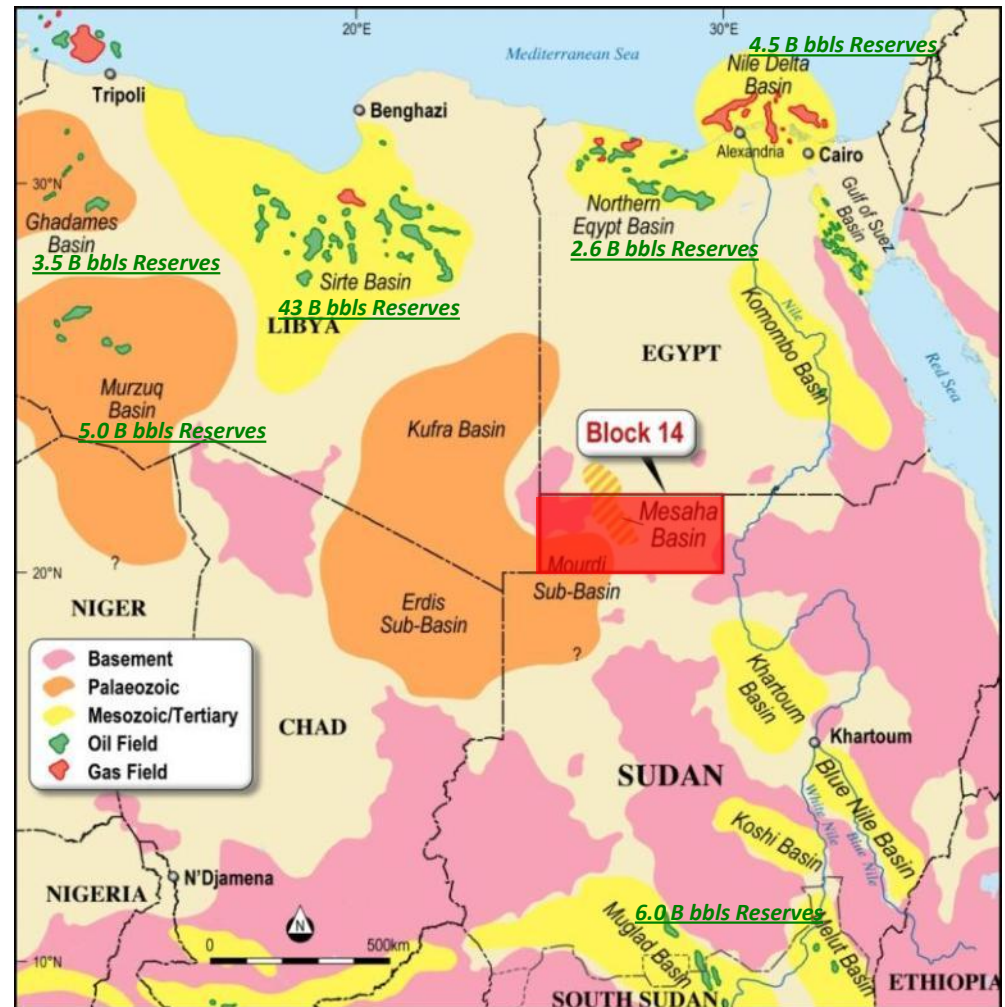 20°E
30°E
Mediterranean Sea
4.5 B bbls Reserves
Nile Delta
Basin
Tripoli
Benghazi
Alexandria
Cairo
30°N
Ghadames
Basin
3.5 B bbls Reserves
Northern
Eqypt Basin
2.6 B bbls Reserves
Gulf of Suez
Basin
Sirte Basin
43 B bbls Reserves
LIBYA
EGYPT
Nile
Komombo Basin
Red Sea
Murzuq
Basin
5.0 B bbls Reserves
Kufra Basin
Block 14
Mesaha
Basin
20°N
?
Mourdi
Sub-Basin
NIGER
Erdis
Sub-Basin
?
Basement
Palaeozoic
Mesozoic/Tertiary
Oil Field
Gas Field
CHAD
Khartoum
Basin
Khartoum
SUDAN
White Nile
Blue Nile
Blue Nile Basin
Koshi Basin
NIGERIA
N'Djamena
N
0 500km
6.0 B bbls Reserves
Muglad Basin
Melut Basin
10°N
ETHIOPIA
SOUTH SUDAN